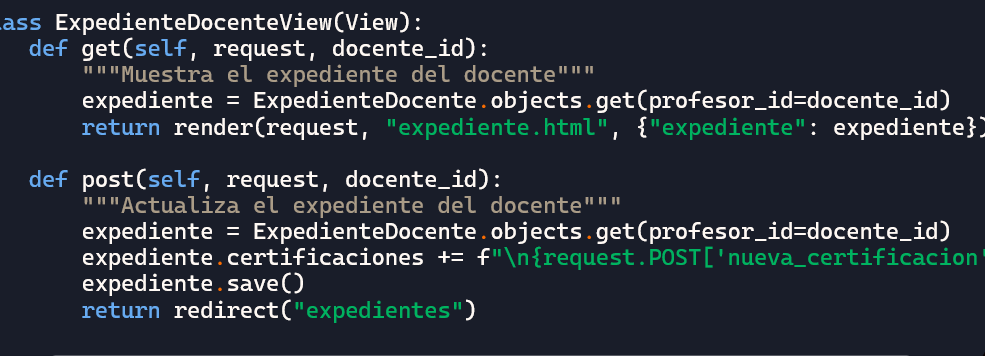 ass ExpedienteDocenteView(View):
def get(self, request, docente_id):
"""Muestra el expediente del docente"""
expediente = ExpedienteDocente.objects.get(profesor_id=docente_id)
return render(request, "expediente.html", {"expediente": expediente})
def post(self, request, docente_id):
"""Actualiza el expediente del docente"""
expediente = ExpedienteDocente.objects.get(profesor_id=docente_id)
expediente.certificaciones += f"\n{request.POST['nueva_certificacion'
expediente.save()
return redirect("expedientes")